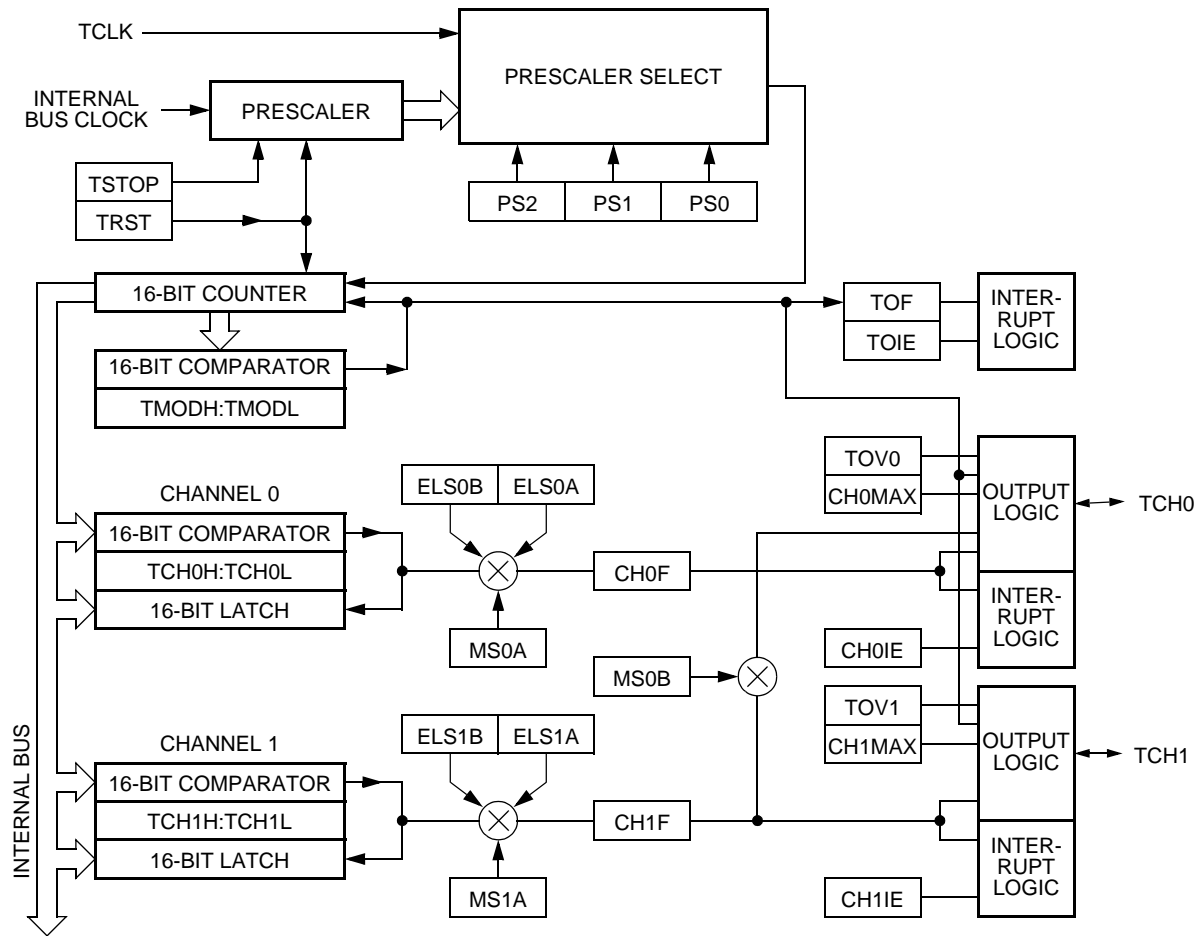 TCLK
PRESCALER SELECT
INTERNAL
BUS CLOCK
PRESCALER
TSTOP
TRST
PS2
PS1
PS0
16-BIT COUNTER
16-BIT COMPARATOR
TMODH:TMODL
TOF
TOIE
INTER-
RUPT
LOGIC
CHANNEL 0
16-BIT COMPARATOR
TCH0H:TCH0L
16-BIT LATCH
ELS0B
ELS0A
MS0A
CH0F
TOV0
CH0MAX
OUTPUT
LOGIC
TCH0
INTER-
RUPT
LOGIC
CH0IE
MS0B
CHANNEL 1
16-BIT COMPARATOR
TCH1H:TCH1L
16-BIT LATCH
ELS1B
ELS1A
MS1A
CH1F
TOV1
CH1MAX
OUTPUT
LOGIC
TCH1
INTER-
RUPT
LOGIC
CH1IE
INTERNAL BUS